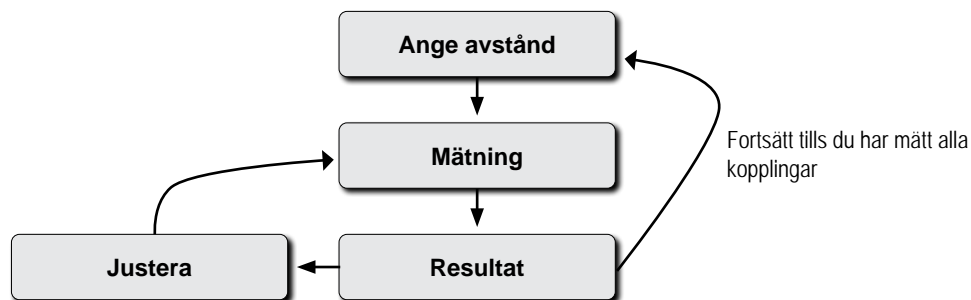 Ange avstånd
Mätning
Fortsätt tills du har mätt alla
kopplingar
Justera
Resultat